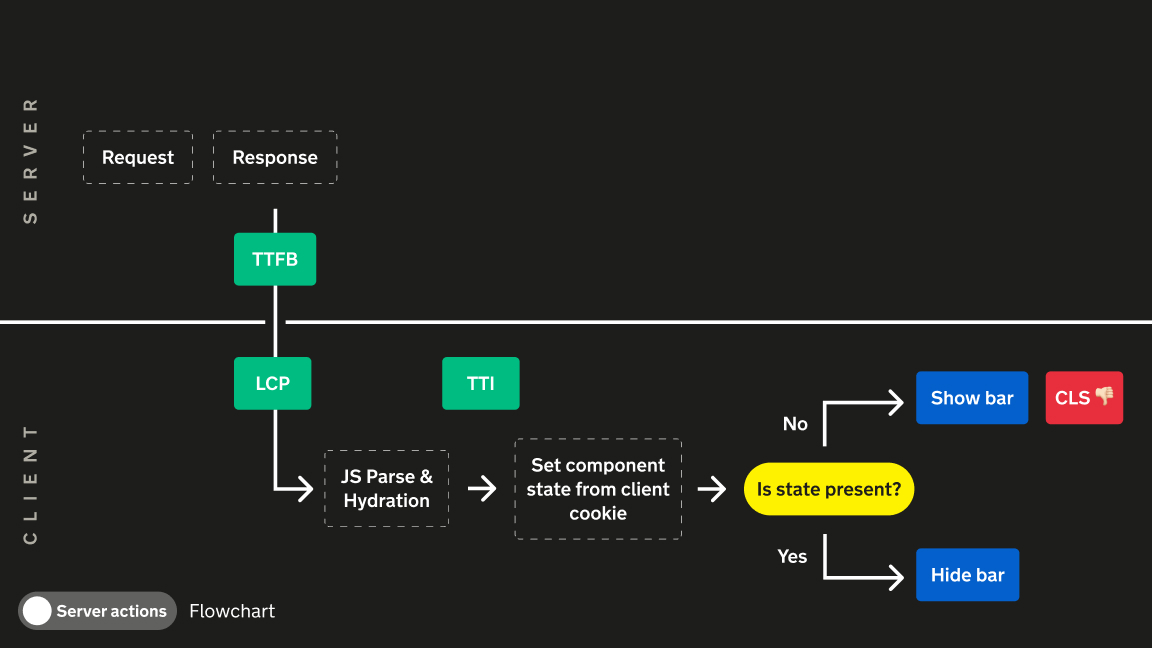 SERVER
Request
Response
TTFB
CLIENT
LCP
TTI
JS Parse &
Hydration
Set component
state from client
cookie
Is state present?
No
Show bar
CLS 👎🏼
Yes
Hide bar
Server actions
Flowchart